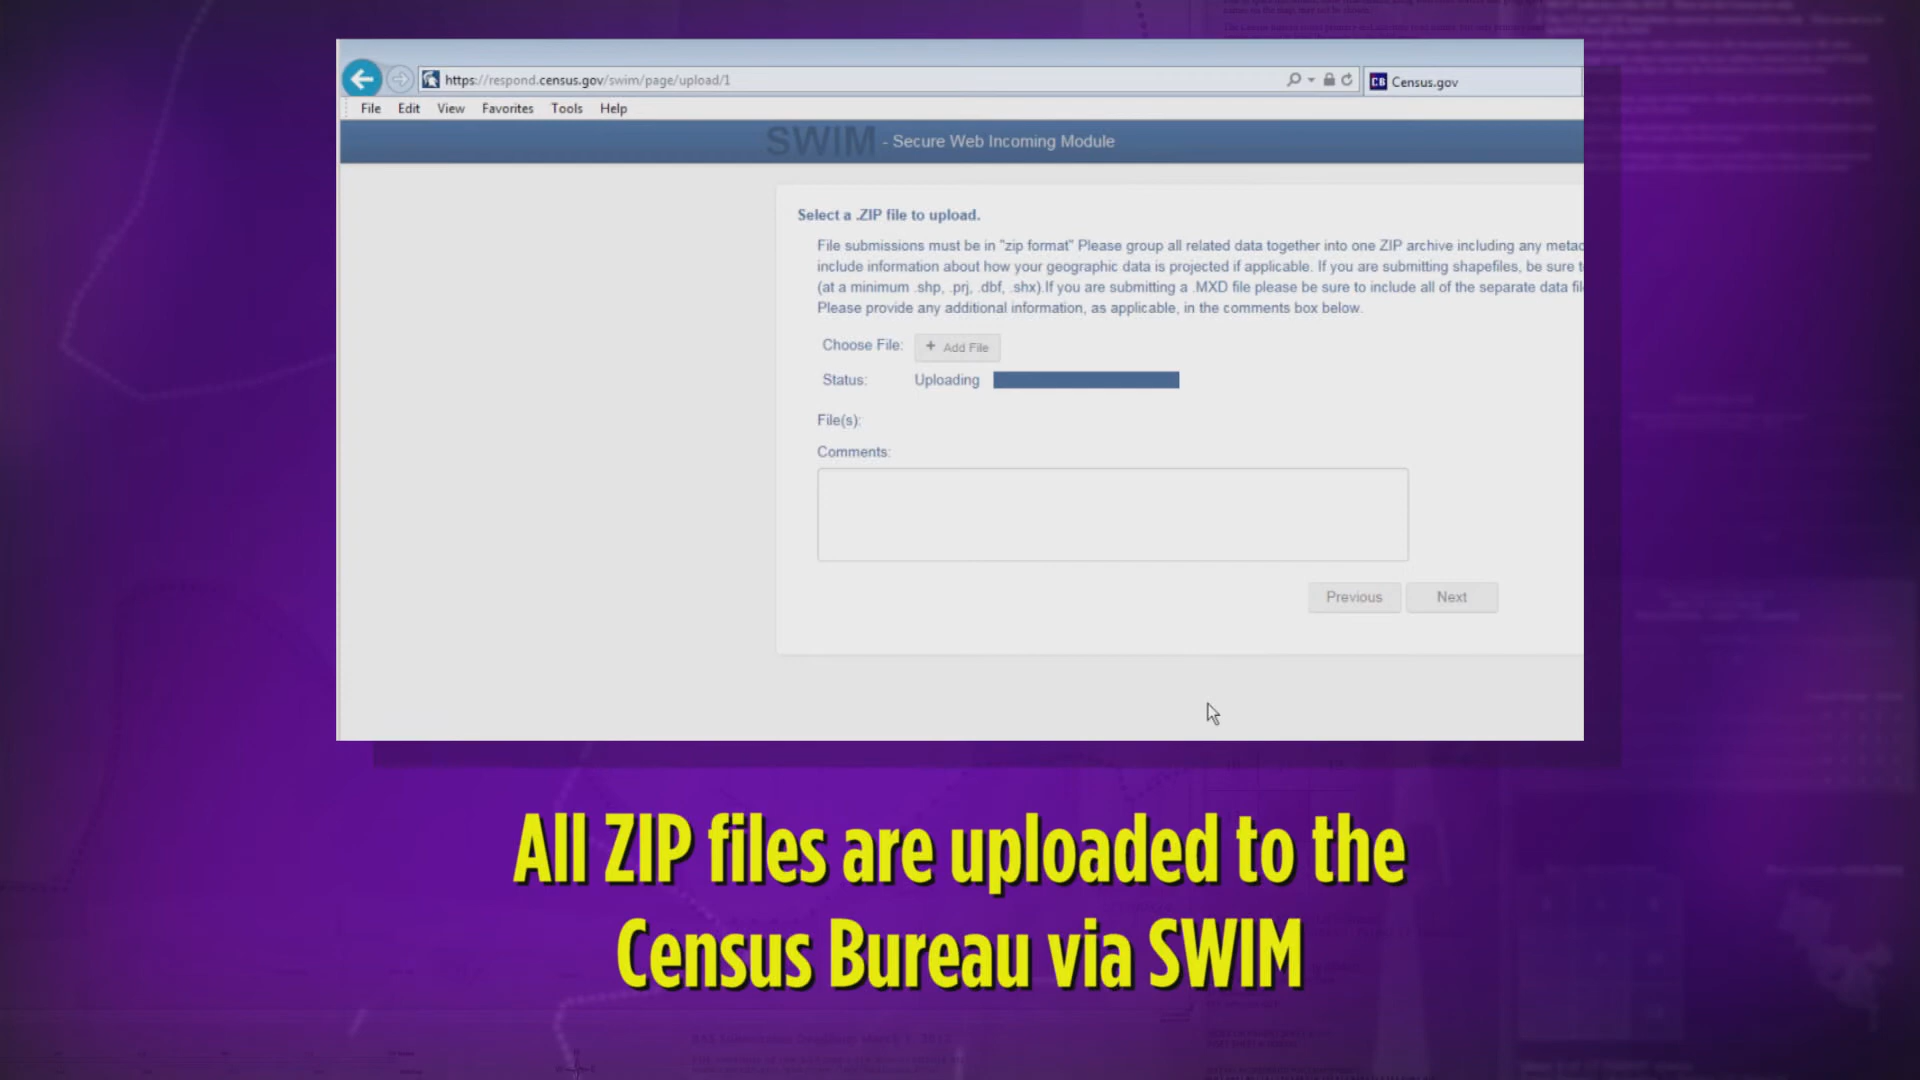 https://respond.census.gov/swim/page/upload/1
Census.gov
File Edit View Favorites Tools Help
SWIM - Secure Web Incoming Module
Select a .ZIP file to upload.
File submissions must be in "zip format" Please group all related data together into one ZIP archive including any
include information about how your geographic data is projected if applicable. If you are submitting shapefiles, be sure
(at a minimum .shp, .prj, .dbf, .shx).If you are submitting a .MXD file please be sure to include all of the separate data
Please provide any additional information, as applicable, in the comments box below.
Choose File: + Add File
Status: Uploading
File(s):
Comments:
Previous Next
All ZIP files are uploaded to the
Census Bureau via SWIM